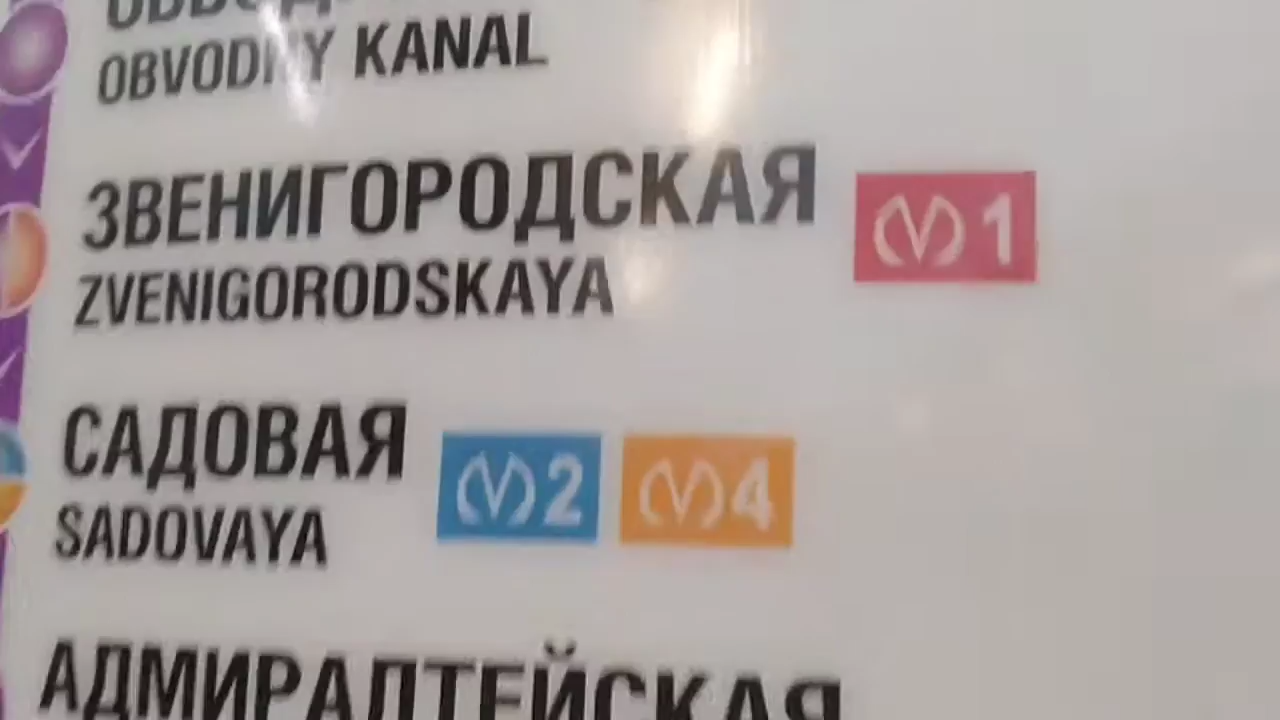 OBVODNY KANAL
ЗВЕНИГОРОДСКАЯ
1
ZVENIGORODSKAYA
САДОВАЯ
2
4
SADOVAYA
АДМИРАЛТЕЙСКАЯ